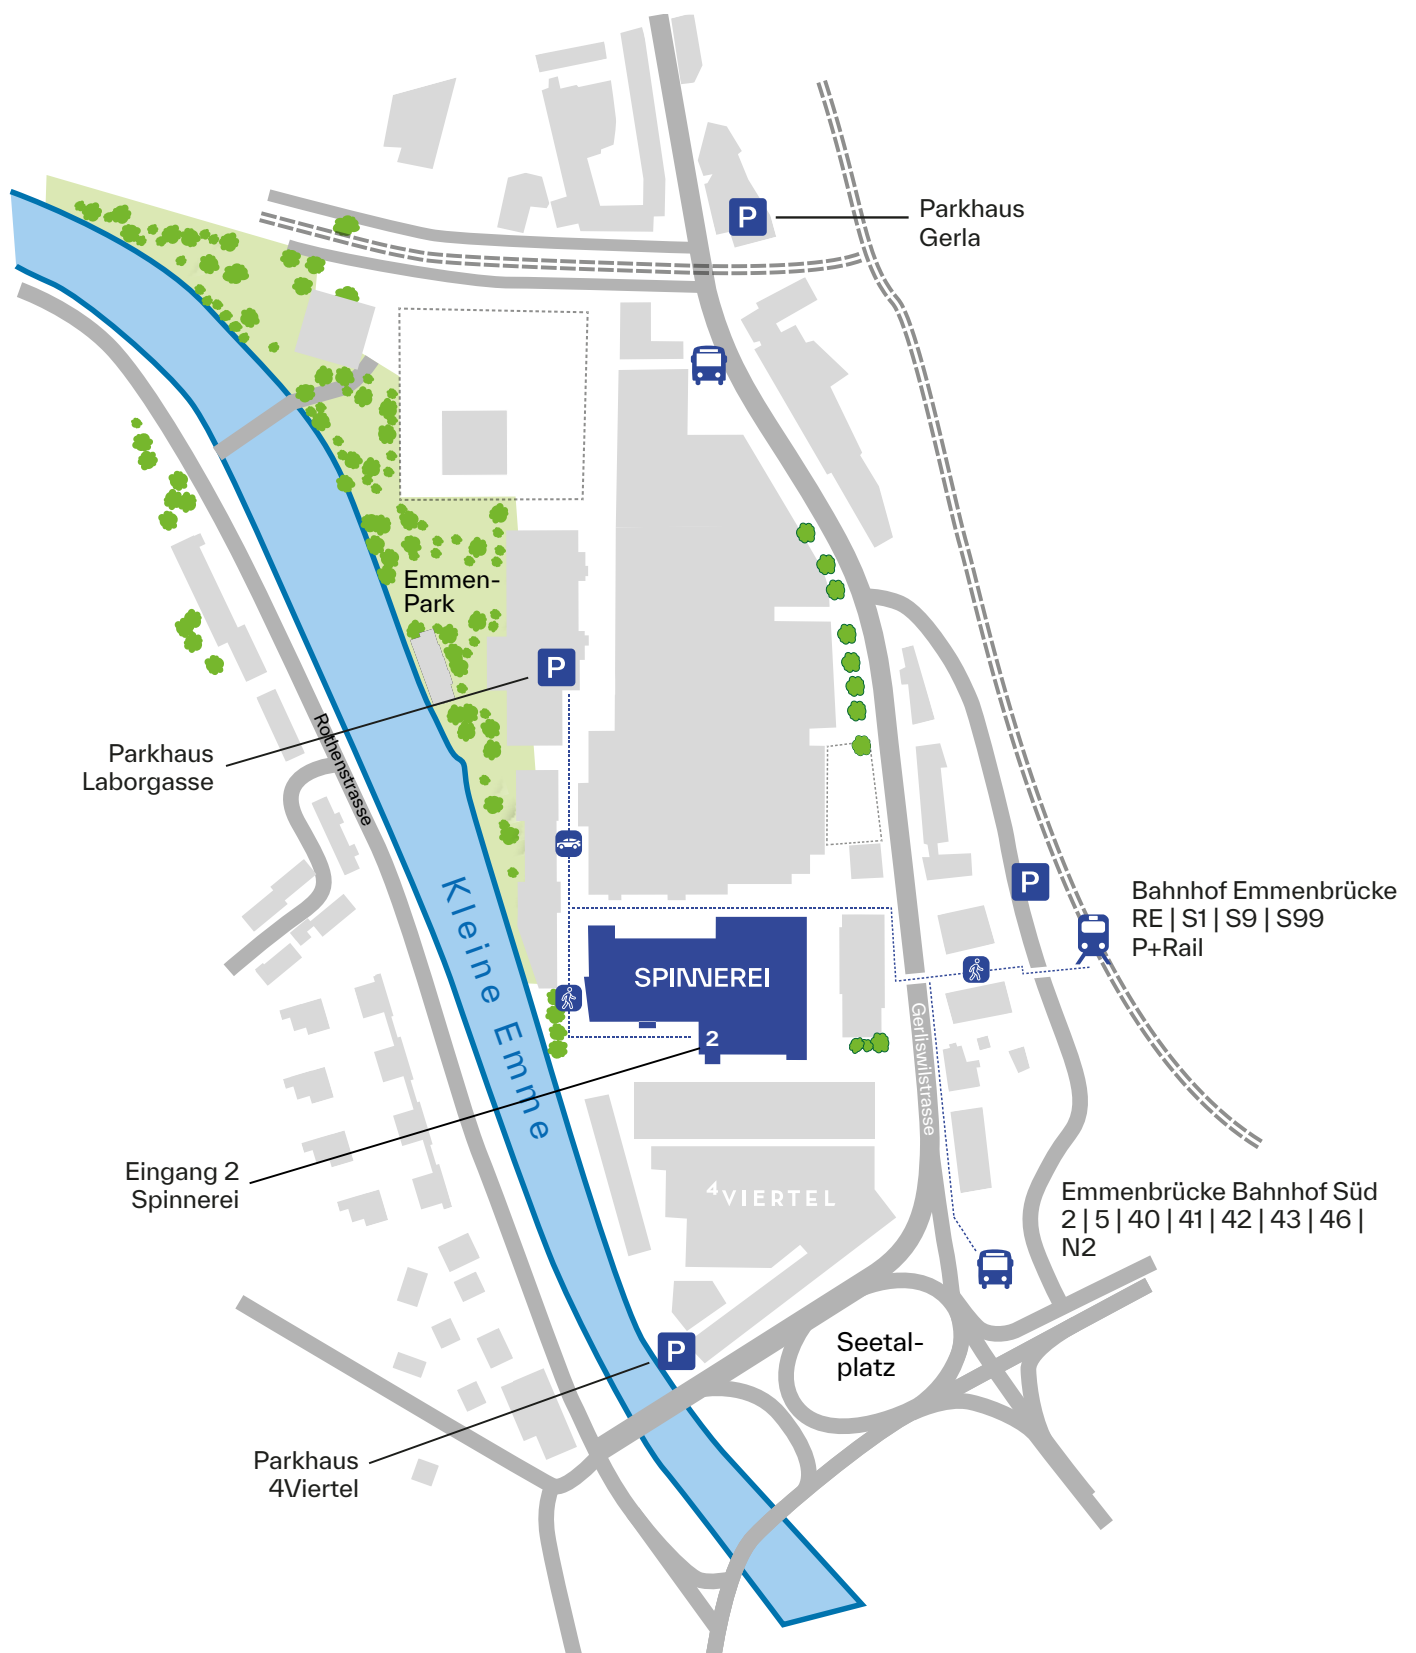 P
Parkhaus
Gerla
Emmen-
Park
P
Rothenstrasse
Parkhaus
Laborgasse
P
Bahnhof Emmenbrücke
RE | S1 | S9 | S99
P+Rail
Kleine Emme
SPINNEREI
2
Gerliswilstrasse
Eingang 2
Spinnerei
4VIERTEL
Emmenbrücke Bahnhof Süd
2 | 5 | 40 | 41 | 42 | 43 | 46 |
N2
Seetal-
platz
P
Parkhaus
4Viertel